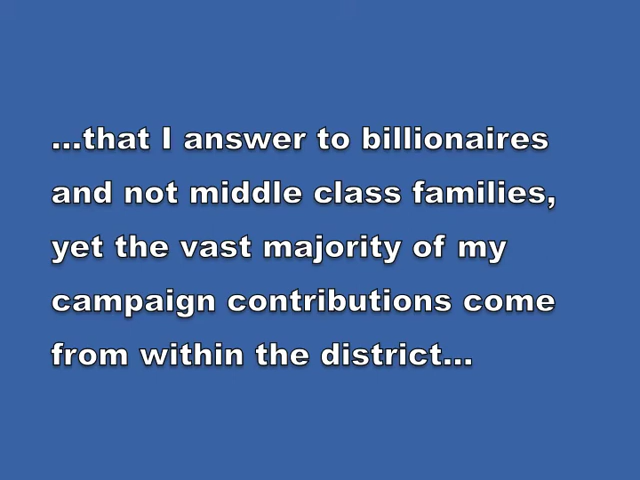 ...that I answer to billionaires
and not middle class families,
yet the vast majority of my
campaign contributions come
from within the district...